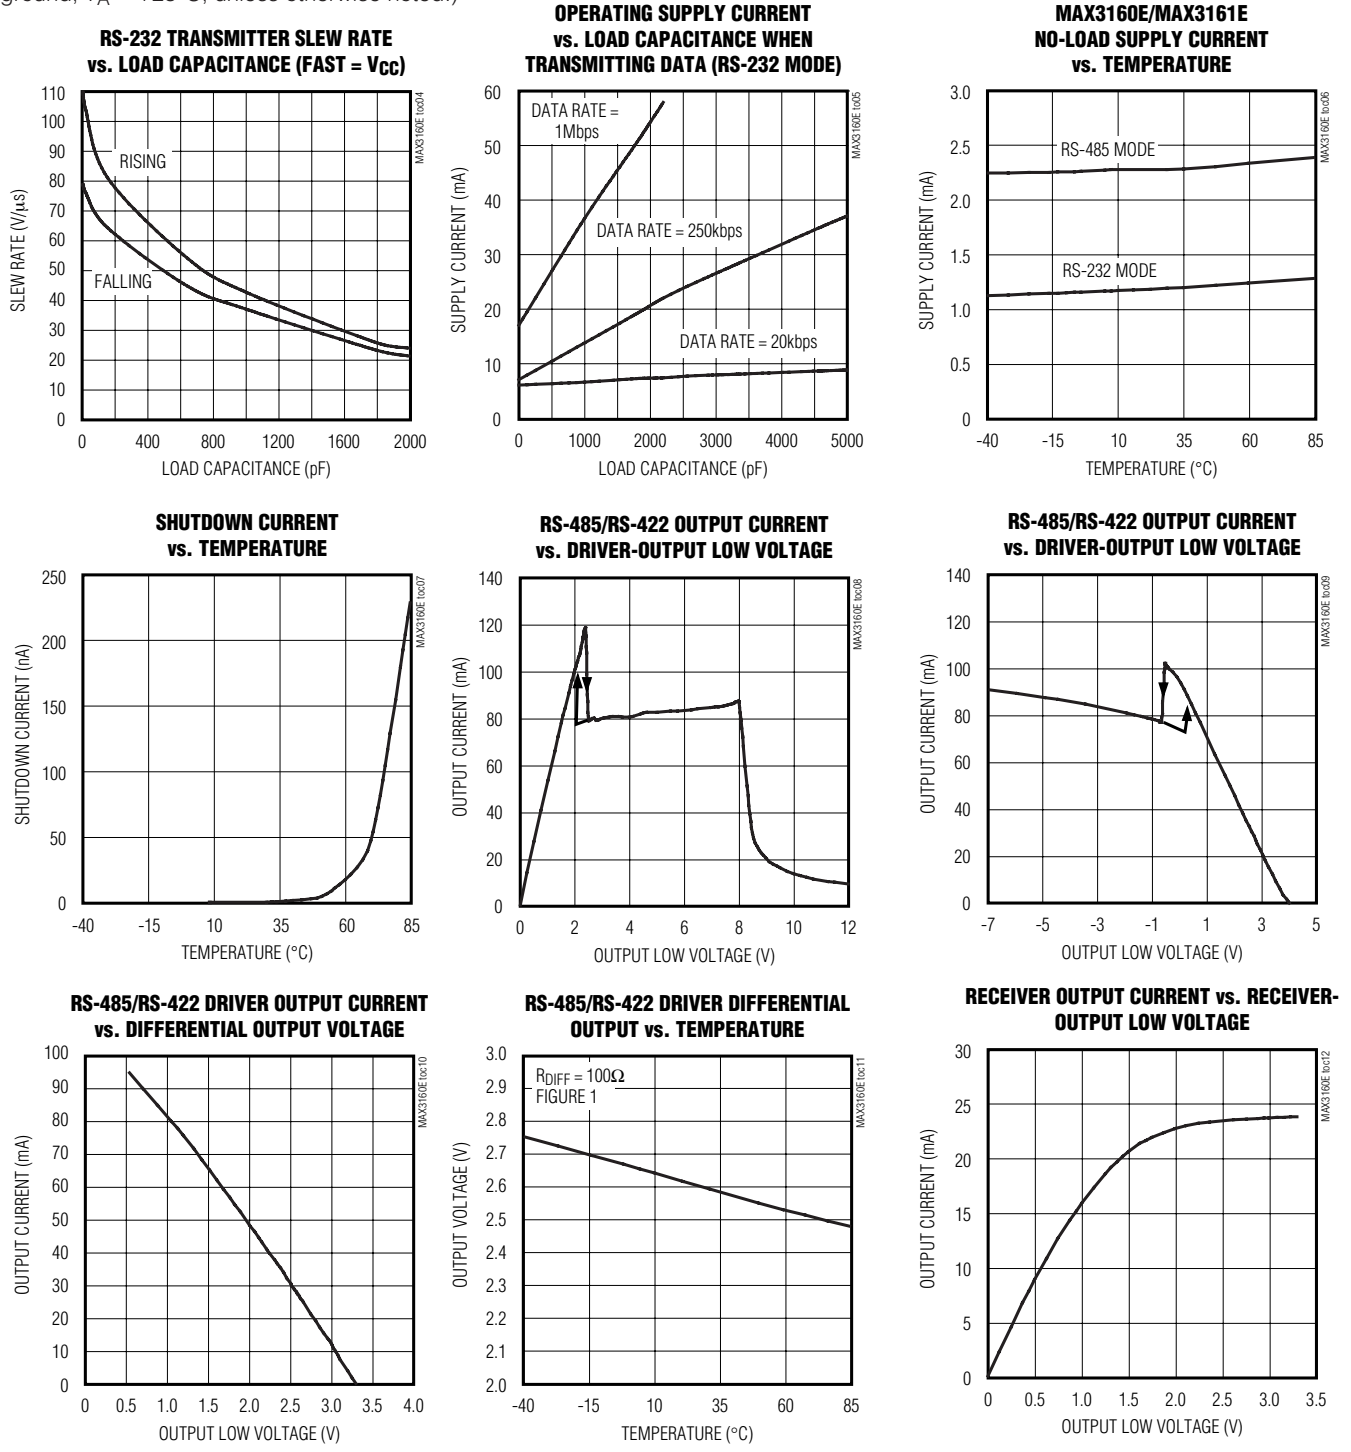 ground, TA = +25°C, unless otherwise noted.)
RS-232 TRANSMITTER SLEW RATE
vs. LOAD CAPACITANCE (FAST = VCC)
110
100
90
80
70
60
50
40
30
20
10
0
SLEW RATE (V/μs)
RISING
FALLING
MAX3160E toc04
0 400 800 1200 1600 2000
LOAD CAPACITANCE (pF)
OPERATING SUPPLY CURRENT
vs. LOAD CAPACITANCE WHEN
TRANSMITTING DATA (RS-232 MODE)
60
50
40
30
20
10
0
SUPPLY CURRENT (mA)
DATA RATE =
1Mbps
DATA RATE = 250kbps
DATA RATE = 20kbps
MAX3160E toc05
0 1000 2000 3000 4000 5000
LOAD CAPACITANCE (pF)
MAX3160E/MAX3161E
NO-LOAD SUPPLY CURRENT
vs. TEMPERATURE
3.0
2.5
2.0
1.5
1.0
0.5
0
SUPPLY CURRENT (mA)
RS-485 MODE
RS-232 MODE
MAX3160E toc06
-40 -15 10 35 60 85
TEMPERATURE (°C)
SHUTDOWN CURRENT
vs. TEMPERATURE
250
200
150
100
50
0
SHUTDOWN CURRENT (nA)
MAX3160E toc07
-40 -15 10 35 60 85
TEMPERATURE (°C)
RS-485/RS-422 OUTPUT CURRENT
vs. DRIVER-OUTPUT LOW VOLTAGE
140
120
100
80
60
40
20
0
OUTPUT CURRENT (mA)
MAX3160E toc08
0 2 4 6 8 10 12
OUTPUT LOW VOLTAGE (V)
RS-485/RS-422 OUTPUT CURRENT
vs. DRIVER-OUTPUT LOW VOLTAGE
140
120
100
80
60
40
20
0
OUTPUT CURRENT (mA)
MAX3160E toc09
-7 -5 -3 -1 1 3 5
OUTPUT LOW VOLTAGE (V)
RS-485/RS-422 DRIVER OUTPUT CURRENT
vs. DIFFERENTIAL OUTPUT VOLTAGE
100
90
80
70
60
50
40
30
20
10
0
OUTPUT CURRENT (mA)
MAX3160E toc10
0 0.5 1.0 1.5 2.0 2.5 3.0 3.5 4.0
OUTPUT LOW VOLTAGE (V)
RS-485/RS-422 DRIVER DIFFERENTIAL
OUTPUT vs. TEMPERATURE
3.0
2.9
2.8
2.7
2.6
2.5
2.4
2.3
2.2
2.1
2.0
OUTPUT VOLTAGE (V)
RDIFF = 100Ω
FIGURE 1
MAX3160E toc11
-40 -15 10 35 60 85
TEMPERATURE (°C)
RECEIVER OUTPUT CURRENT vs. RECEIVER-
OUTPUT LOW VOLTAGE
30
25
20
15
10
5
0
OUTPUT CURRENT (mA)
MAX3160E toc12
0 0.5 1.0 1.5 2.0 2.5 3.0 3.5
OUTPUT LOW VOLTAGE (V)